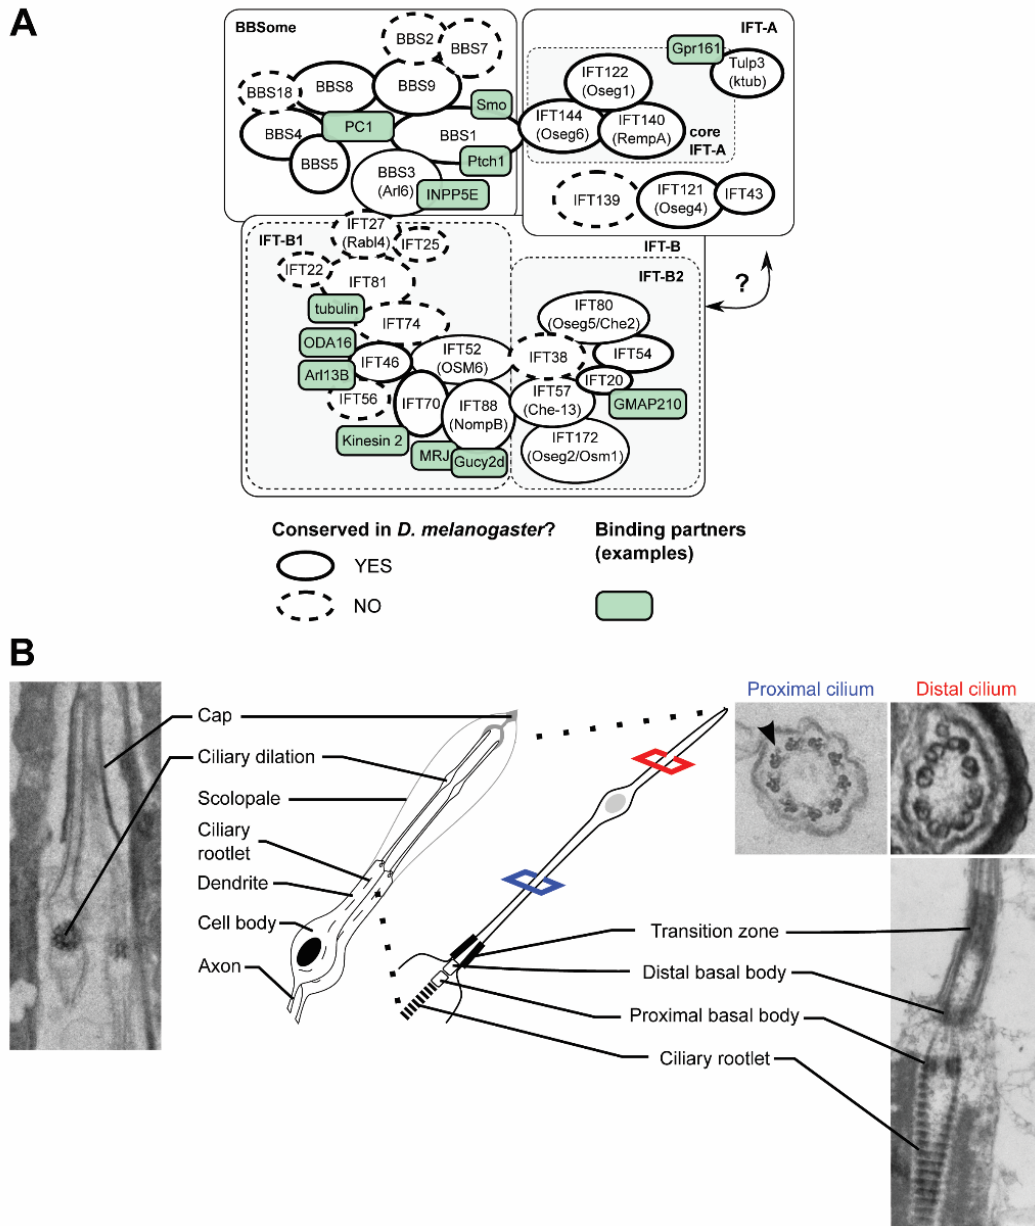 A
BBSome
BBS2
BBS7
BBS18
BBS8
BBS9
Smo
BBS4
PC1
BBS1
BBS5
Ptch1
BBS3
(Arl6)
INPP5E
IFT-A
Gpr161
Tulp3
(ktub)
IFT122
(Oseg1)
IFT144
(Oseg6)
IFT140
(RempA)
core
IFT-A
IFT139
IFT121
(Oseg4)
IFT43
IFT-B1
IFT27
(Rabl4)
IFT25
IFT22
IFT81
tubulin
IFT74
ODA16
IFT46
IFT52
(OSM6)
Arl13B
IFT56
IFT70
IFT88
(NompB)
Kinesin 2
MRJ
Gucy2d
IFT-B
IFT-B2
?
IFT80
(Oseg5/Che2)
IFT38
IFT54
IFT20
IFT57
(Che-13)
GMAP210
IFT172
(Oseg2/Osm1)
Conserved in D. melanogaster?
YES
NO
Binding partners
(examples)
B
Cap
Ciliary dilation
Scolopale
Ciliary
rootlet
Dendrite
Cell body
Axon
Proximal cilium
Distal cilium
Transition zone
Distal basal body
Proximal basal body
Ciliary rootlet